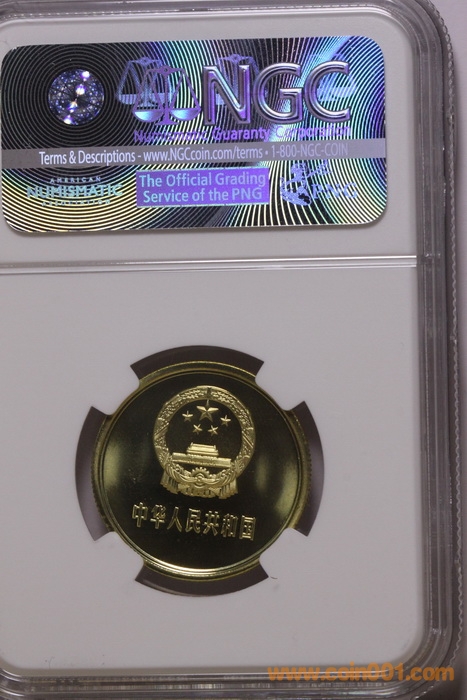 NGC
Numismatic Guaranty Corporation
Terms & Descriptions - www.NGCcoin.com/terms • 1-800-NGC-COIN
AMERICAN
NUMISMATIC
The Official Grading
Service of the PNG
中华人民共和国
www.coin001.com